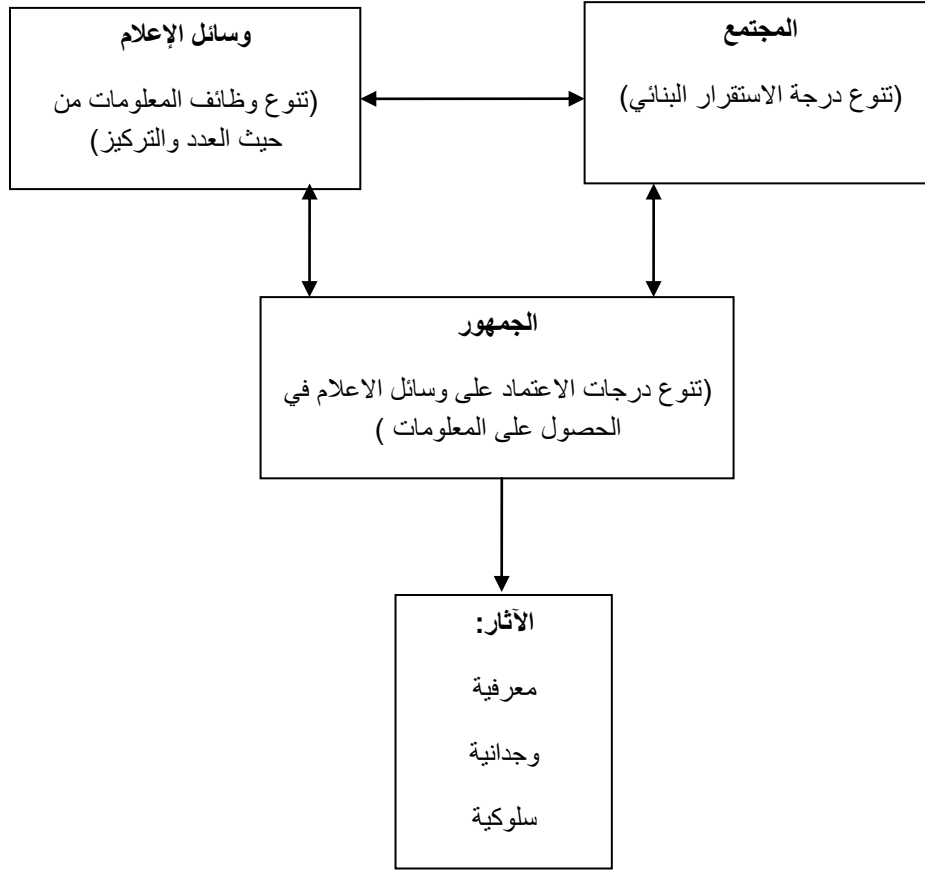 المجتمع
(تنوع درجة الاستقرار البنائي)
وسائل الإعلام
(تنوع وظائف المعلومات من
حيث العدد والتركيز)
الجمهور
(تنوع درجات الاعتماد على وسائل الاعلام في
الحصول على المعلومات )
الآثار:
معرفية
وجدانية
سلوكية